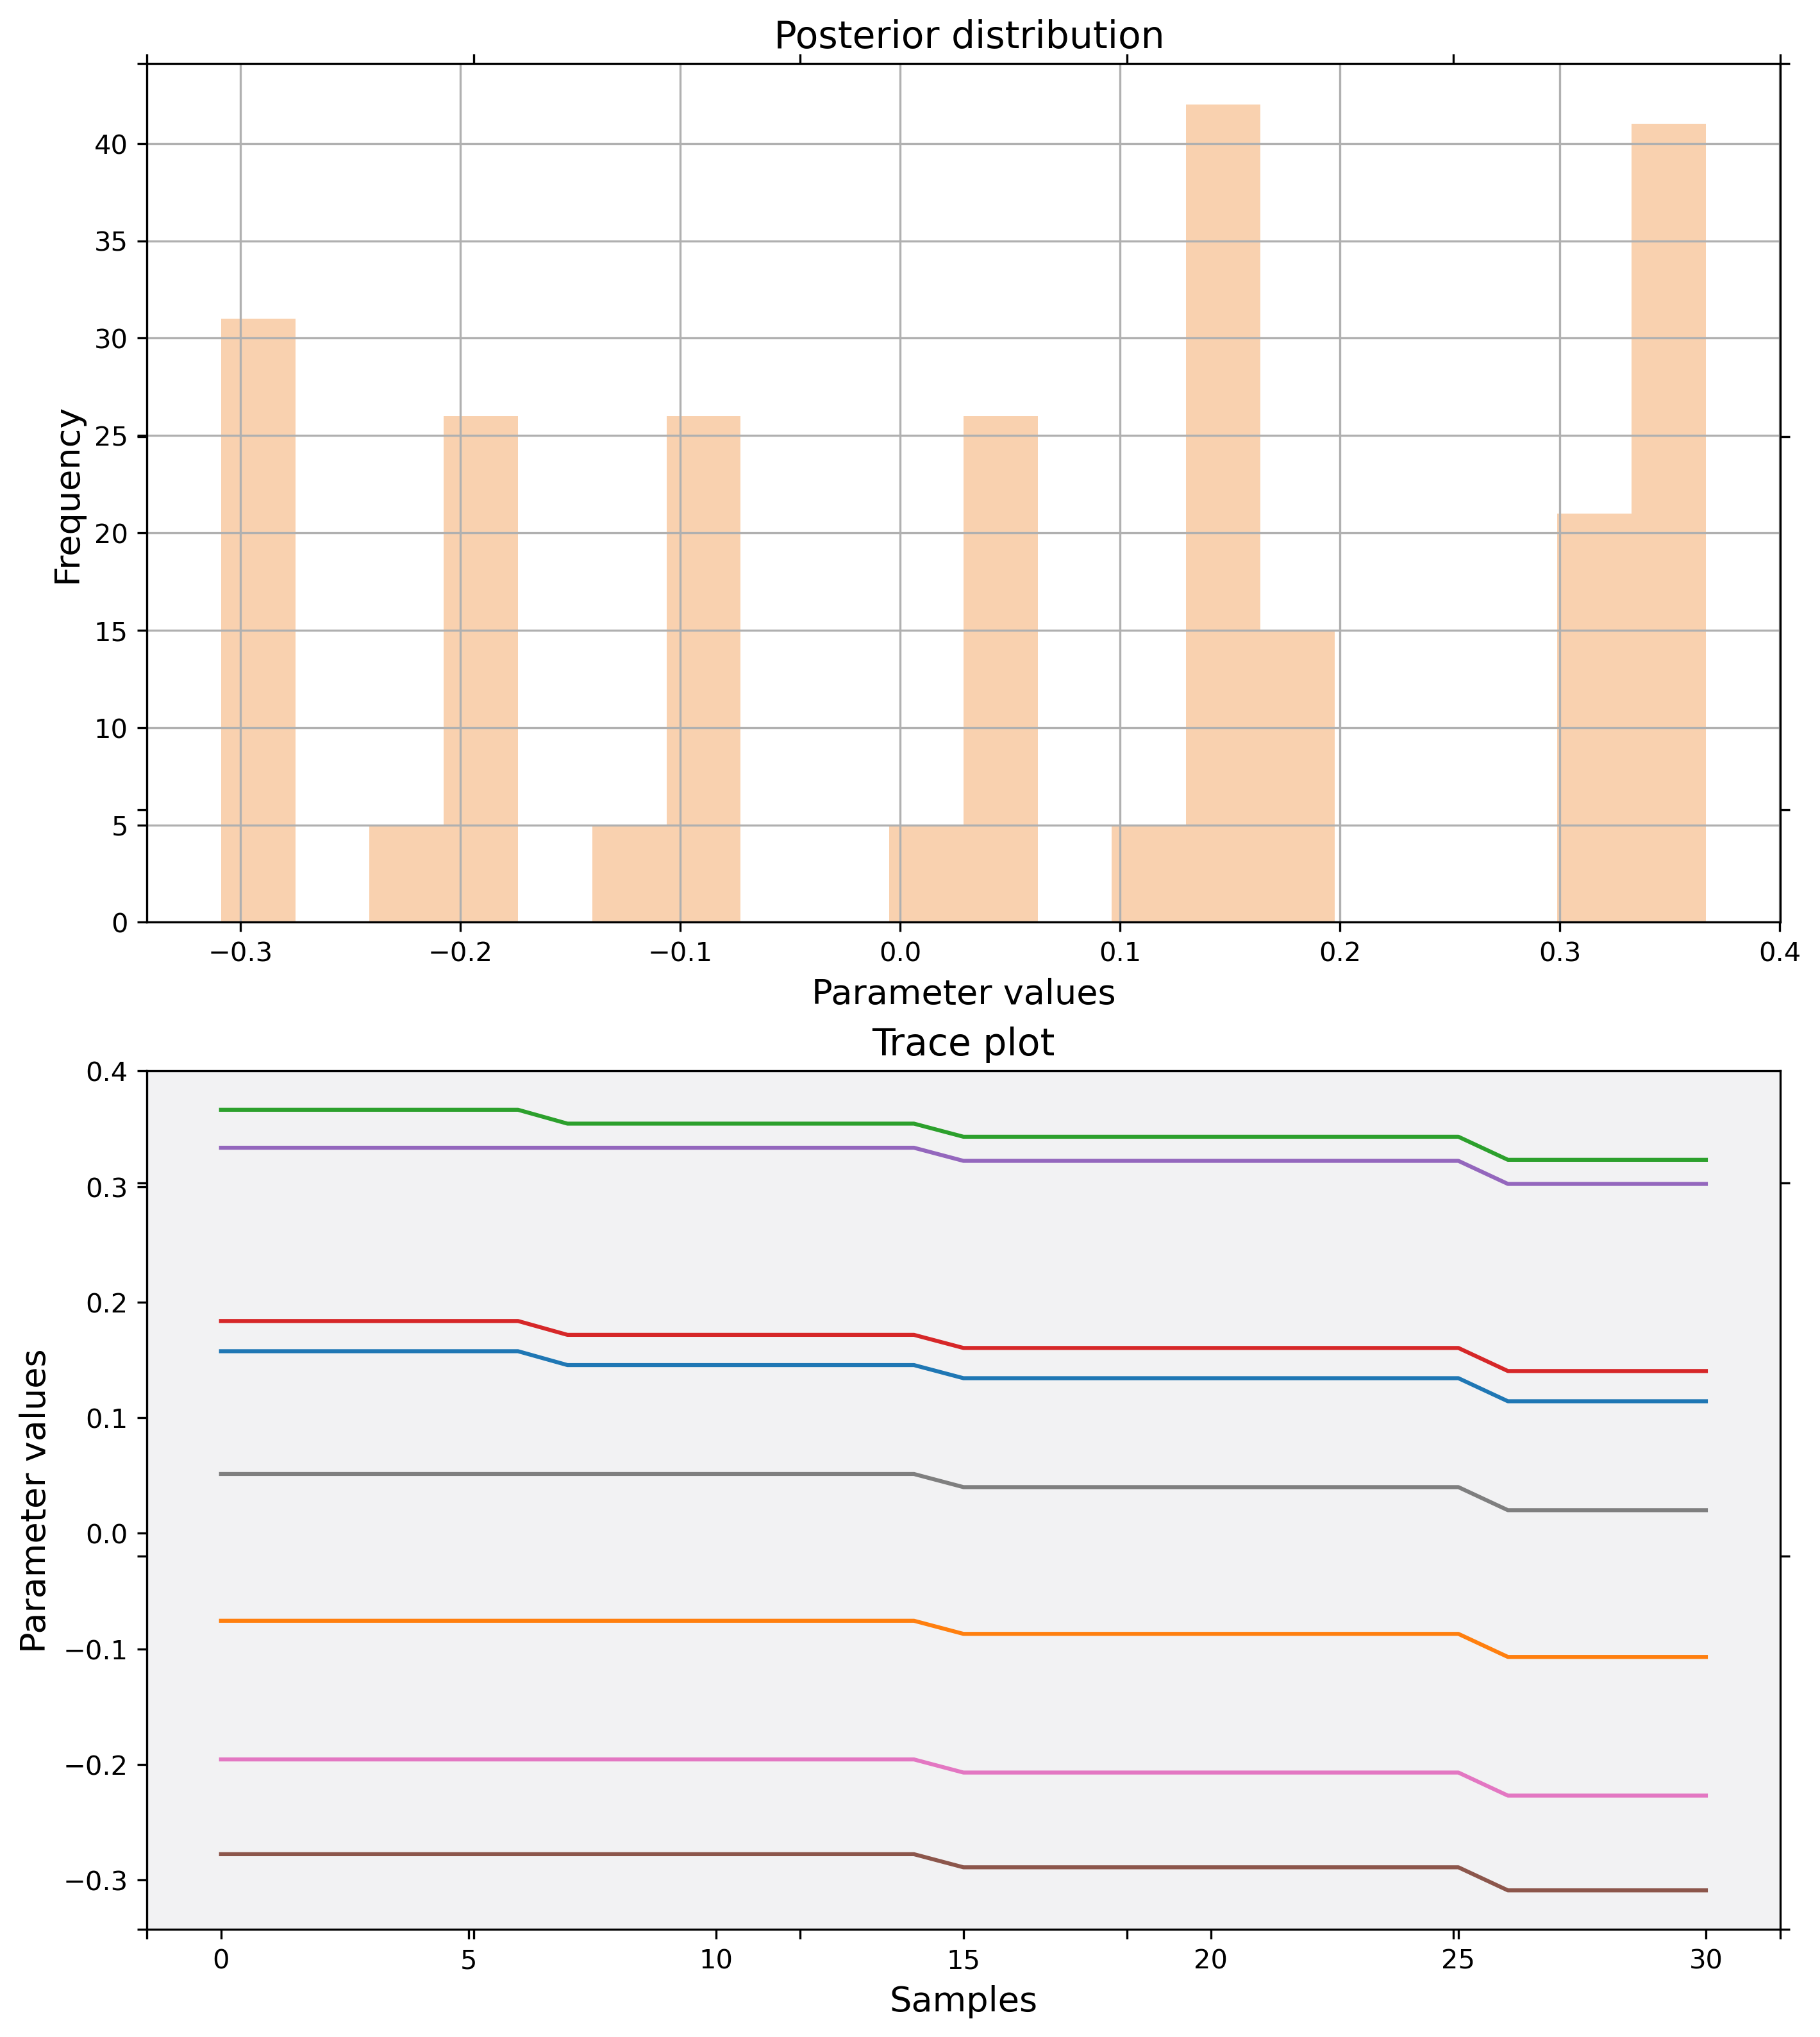 Posterior distribution
40
35
30
25
20
15
10
5
0
Frequency
−0.3 −0.2 −0.1 0.0 0.1 0.2 0.3 0.4
Parameter values
Trace plot
0.4
0.3
0.2
0.1
0.0
−0.1
−0.2
−0.3
Parameter values
0 5 10 15 20 25 30
Samples